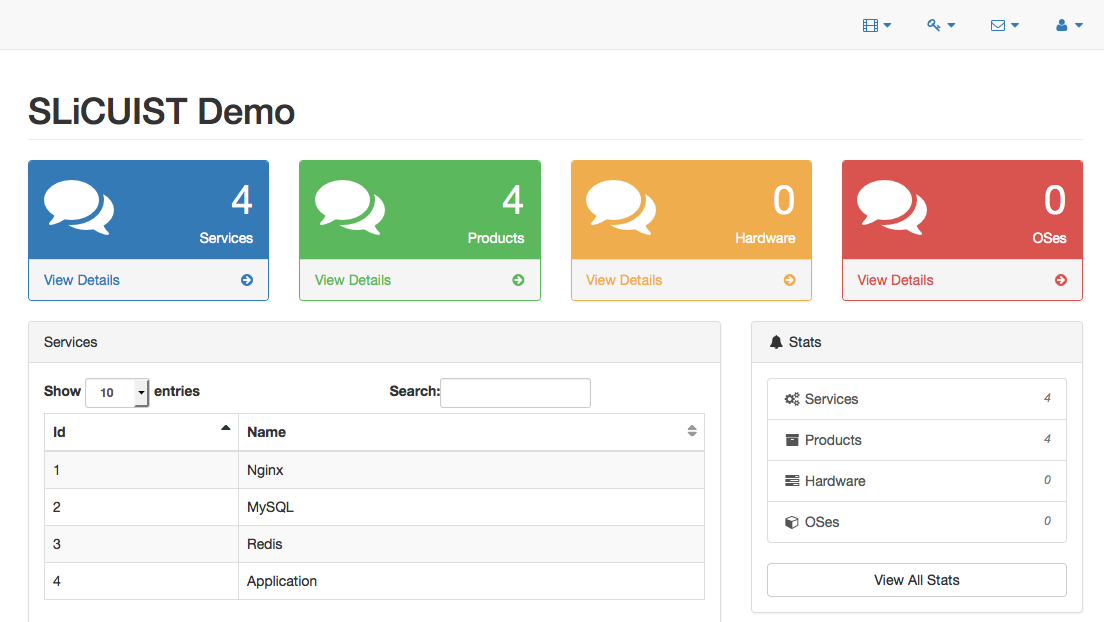 SLiCUIST Demo
4
Services
View Details
4
Products
View Details
0
Hardware
View Details
0
OSes
View Details
Services
Show 10 entries Search:
Id Name
1 Nginx
2 MySQL
3 Redis
4 Application
Stats
Services 4
Products 4
Hardware 0
OSes 0
View All Stats